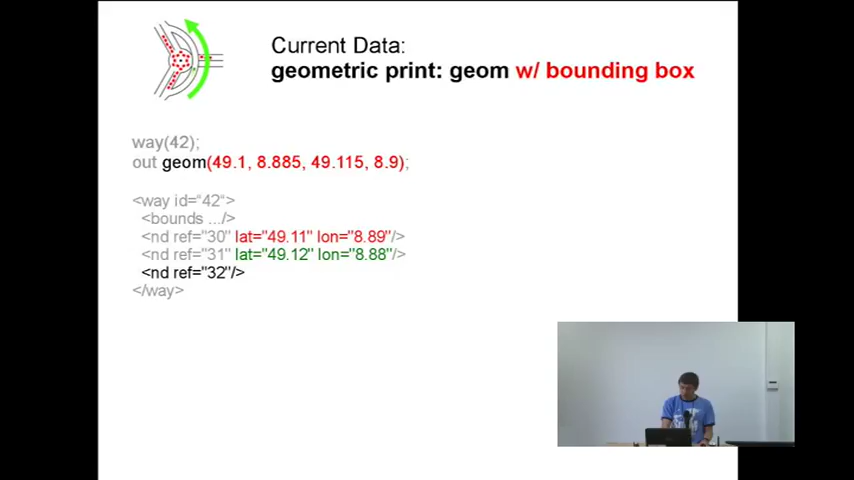 Current Data:
geometric print: geom w/ bounding box
way(42);
out geom(49.1, 8.885, 49.115, 8.9);
<way id="42“>
<bounds .../>
<nd ref="30" lat="49.11" lon="8.89"/>
<nd ref="31" lat="49.12" lon="8.88"/>
<nd ref="32"/>
</way>